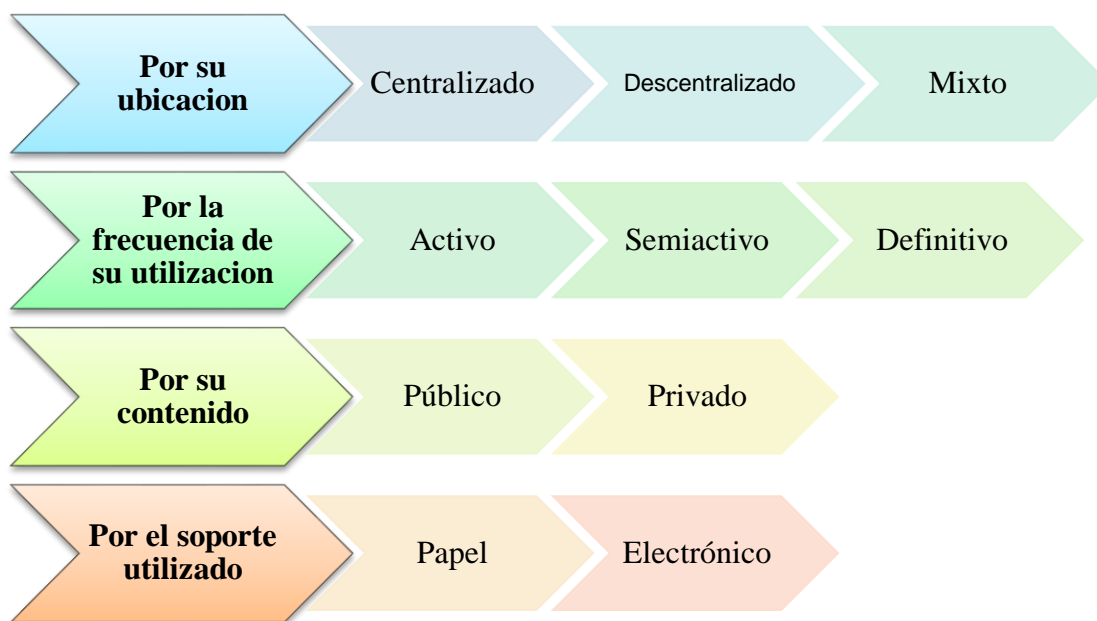 Por su
ubicacion
Centralizado
Descentralizado
Mixto
Por la
frecuencia de
su utilizacion
Activo
Semiactivo
Definitivo
Por su
contenido
Público
Privado
Por el soporte
utilizado
Papel
Electrónico